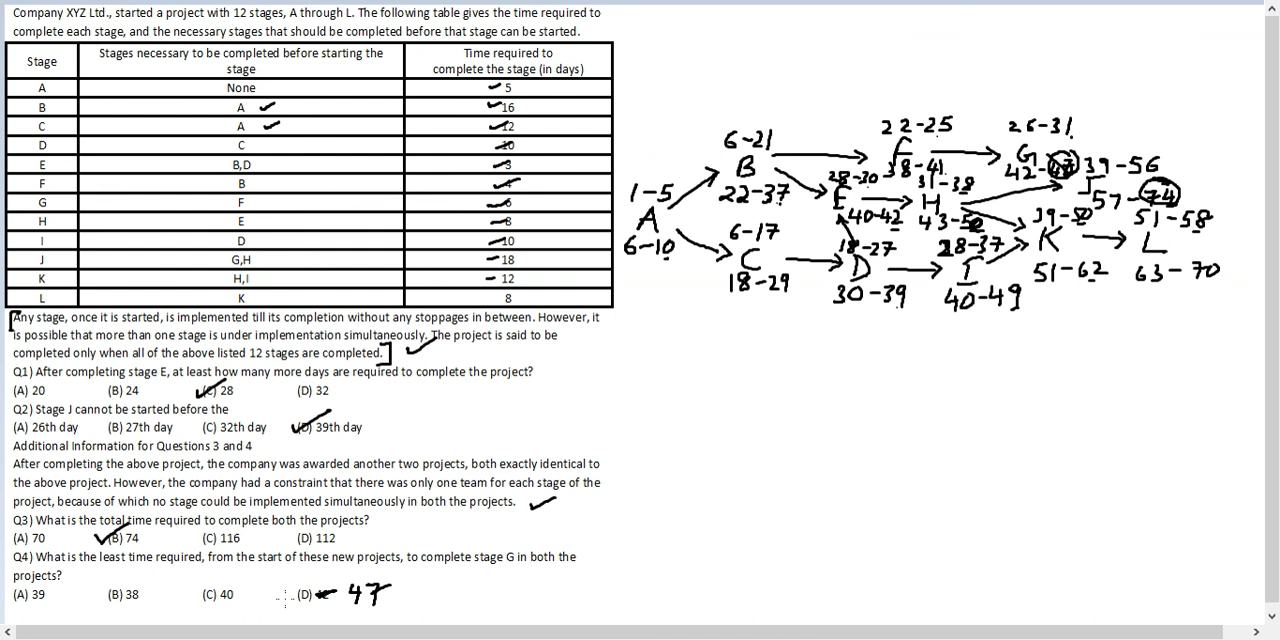 Company XYZ Ltd., started a project with 12 stages, A through L. The following table gives the time required to
complete each stage, and the necessary stages that should be completed before that stage can be started.
Stage Stages necessary to be completed before starting the stage Time required to complete the stage (in days)
A None 5
B A 16
C A 12
D C 10
E B,D 3
F B 4
G F 6
H E 8
I D 10
J G,H 18
K H,I 12
L K 8
Any stage, once it is started, is implemented till its completion without any stoppages in between. However, it
is possible that more than one stage is under implementation simultaneously. The project is said to be
completed only when all of the above listed 12 stages are completed.
Q1) After completing stage E, at least how many more days are required to complete the project?
(A) 20 (B) 24 (C) 28 (D) 32
Q2) Stage J cannot be started before the
(A) 26th day (B) 27th day (C) 32th day (D) 39th day
Additional Information for Questions 3 and 4
After completing the above project, the company was awarded another two projects, both exactly identical to
the above project. However, the company had a constraint that there was only one team for each stage of the
project, because of which no stage could be implemented simultaneously in both the projects.
Q3) What is the total time required to complete both the projects?
(A) 70 (B) 74 (C) 116 (D) 112
Q4) What is the least time required, from the start of these new projects, to complete stage G in both the
projects?
(A) 39 (B) 38 (C) 40 (D) 47
22-25 26-31
6-21 F G
B 38-41 42- 39-56
28-30 31-38 J
1-5 22-37 E H 57-74
A 40-42 43-50 39-50 51-58
6-10 6-17 18-27 28-37 K L
C D I 51-62 63-70
18-29 30-39 40-49